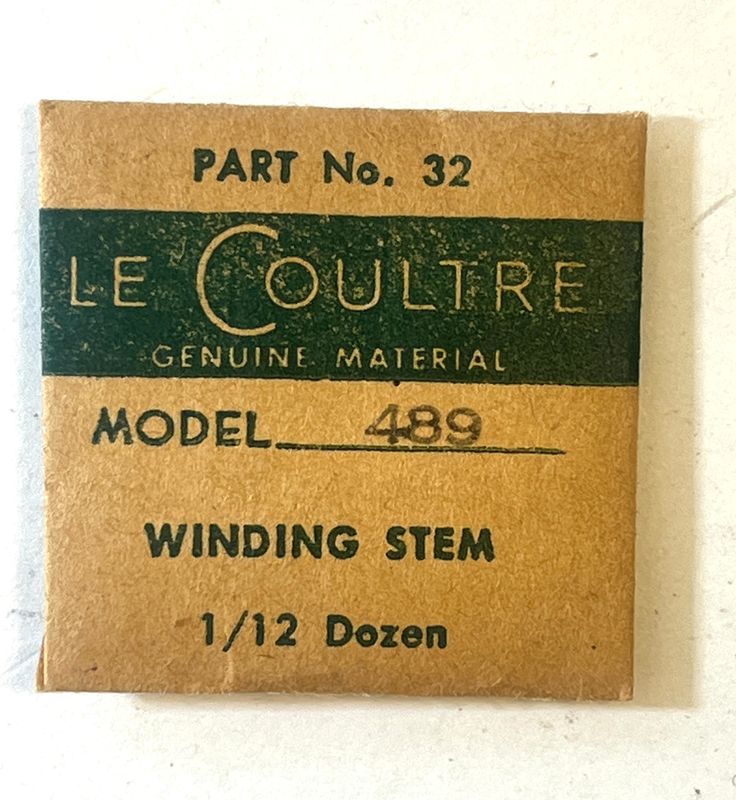 PART No. 32
LE COULTRE
GENUINE MATERIAL
MODEL 489
WINDING STEM
1/12 Dozen